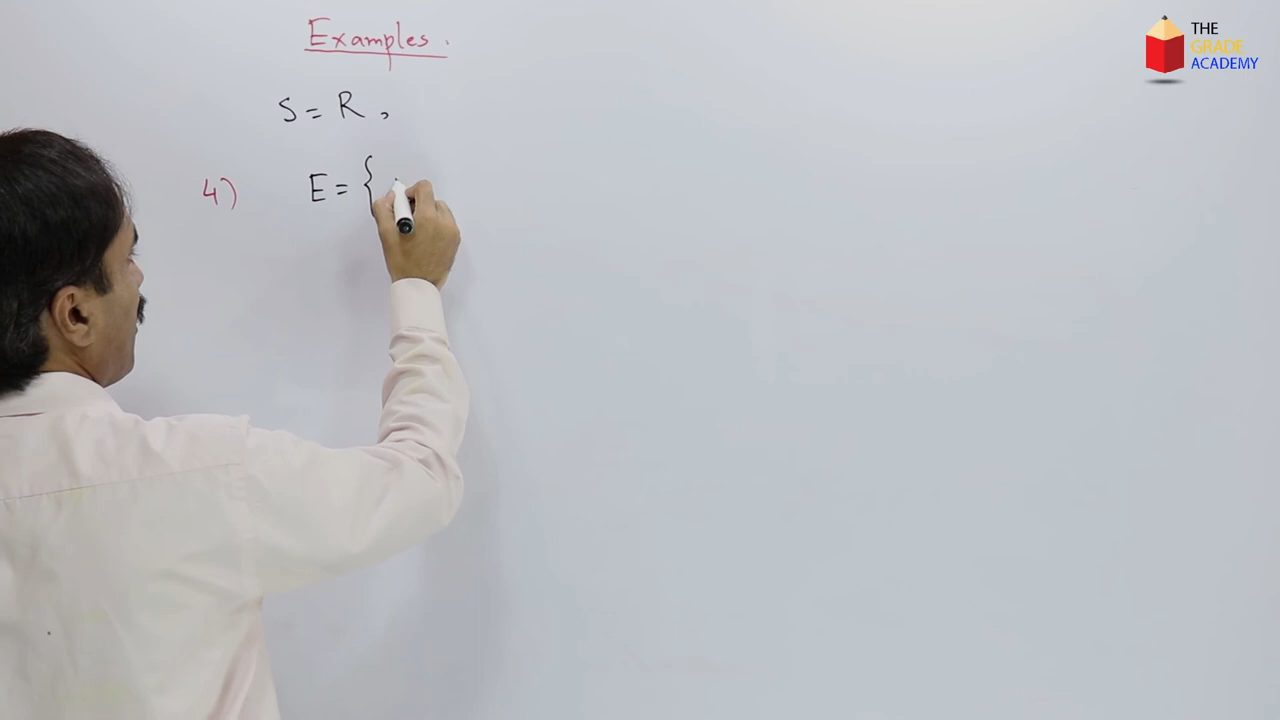 Examples.
S = R,
4) E = {
THE
GRADE
ACADEMY